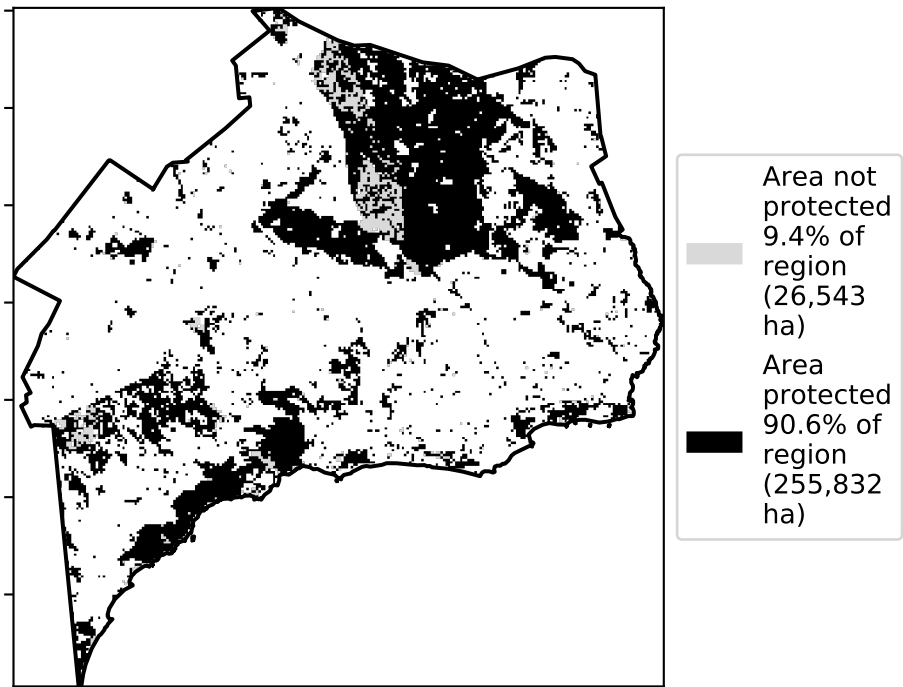 Area not
protected
9.4% of
region
(26,543
ha)
Area
protected
90.6% of
region
(255,832
ha)